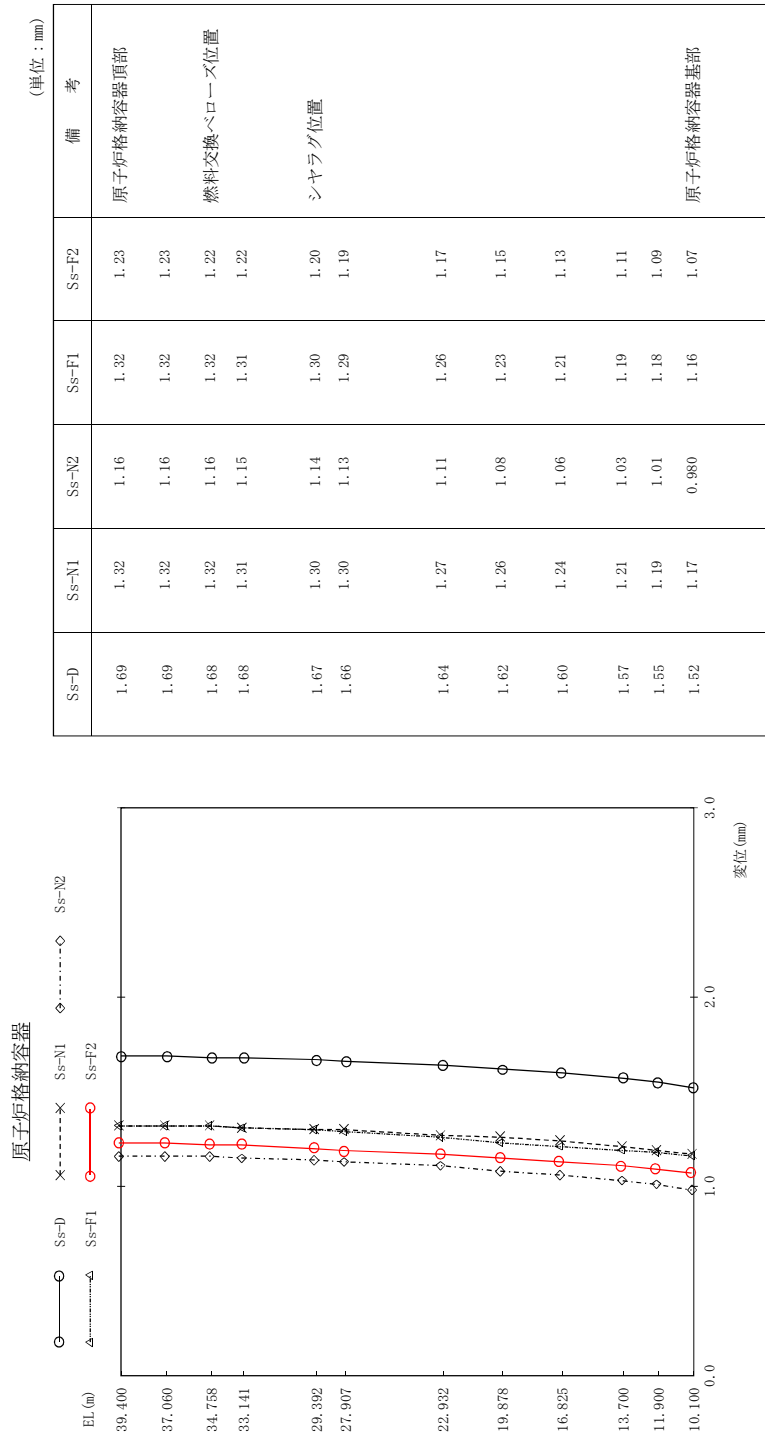 原子炉格納容器
Ss-D Ss-N1 Ss-N2
Ss-F1 Ss-F2
EL(m)
39.400
37.060
34.758
33.141
29.392
27.907
22.932
19.878
16.825
13.700
11.900
10.100
0.0 1.0 2.0 3.0
変位(mm)
(単位：mm)
Ss-D Ss-N1 Ss-N2 Ss-F1 Ss-F2 備 考
1.69 1.32 1.16 1.32 1.23 原子炉格納容器頂部
1.69 1.32 1.16 1.32 1.23
1.68 1.32 1.16 1.32 1.22 燃料交換ベローズ位置
1.68 1.31 1.15 1.31 1.22
1.67 1.30 1.14 1.30 1.20 シヤラグ位置
1.66 1.30 1.13 1.29 1.19
1.64 1.27 1.11 1.26 1.17
1.62 1.26 1.08 1.23 1.15
1.60 1.24 1.06 1.21 1.13
1.57 1.21 1.03 1.19 1.11
1.55 1.19 1.01 1.18 1.09
1.52 1.17 0.980 1.16 1.07 原子炉格納容器基部